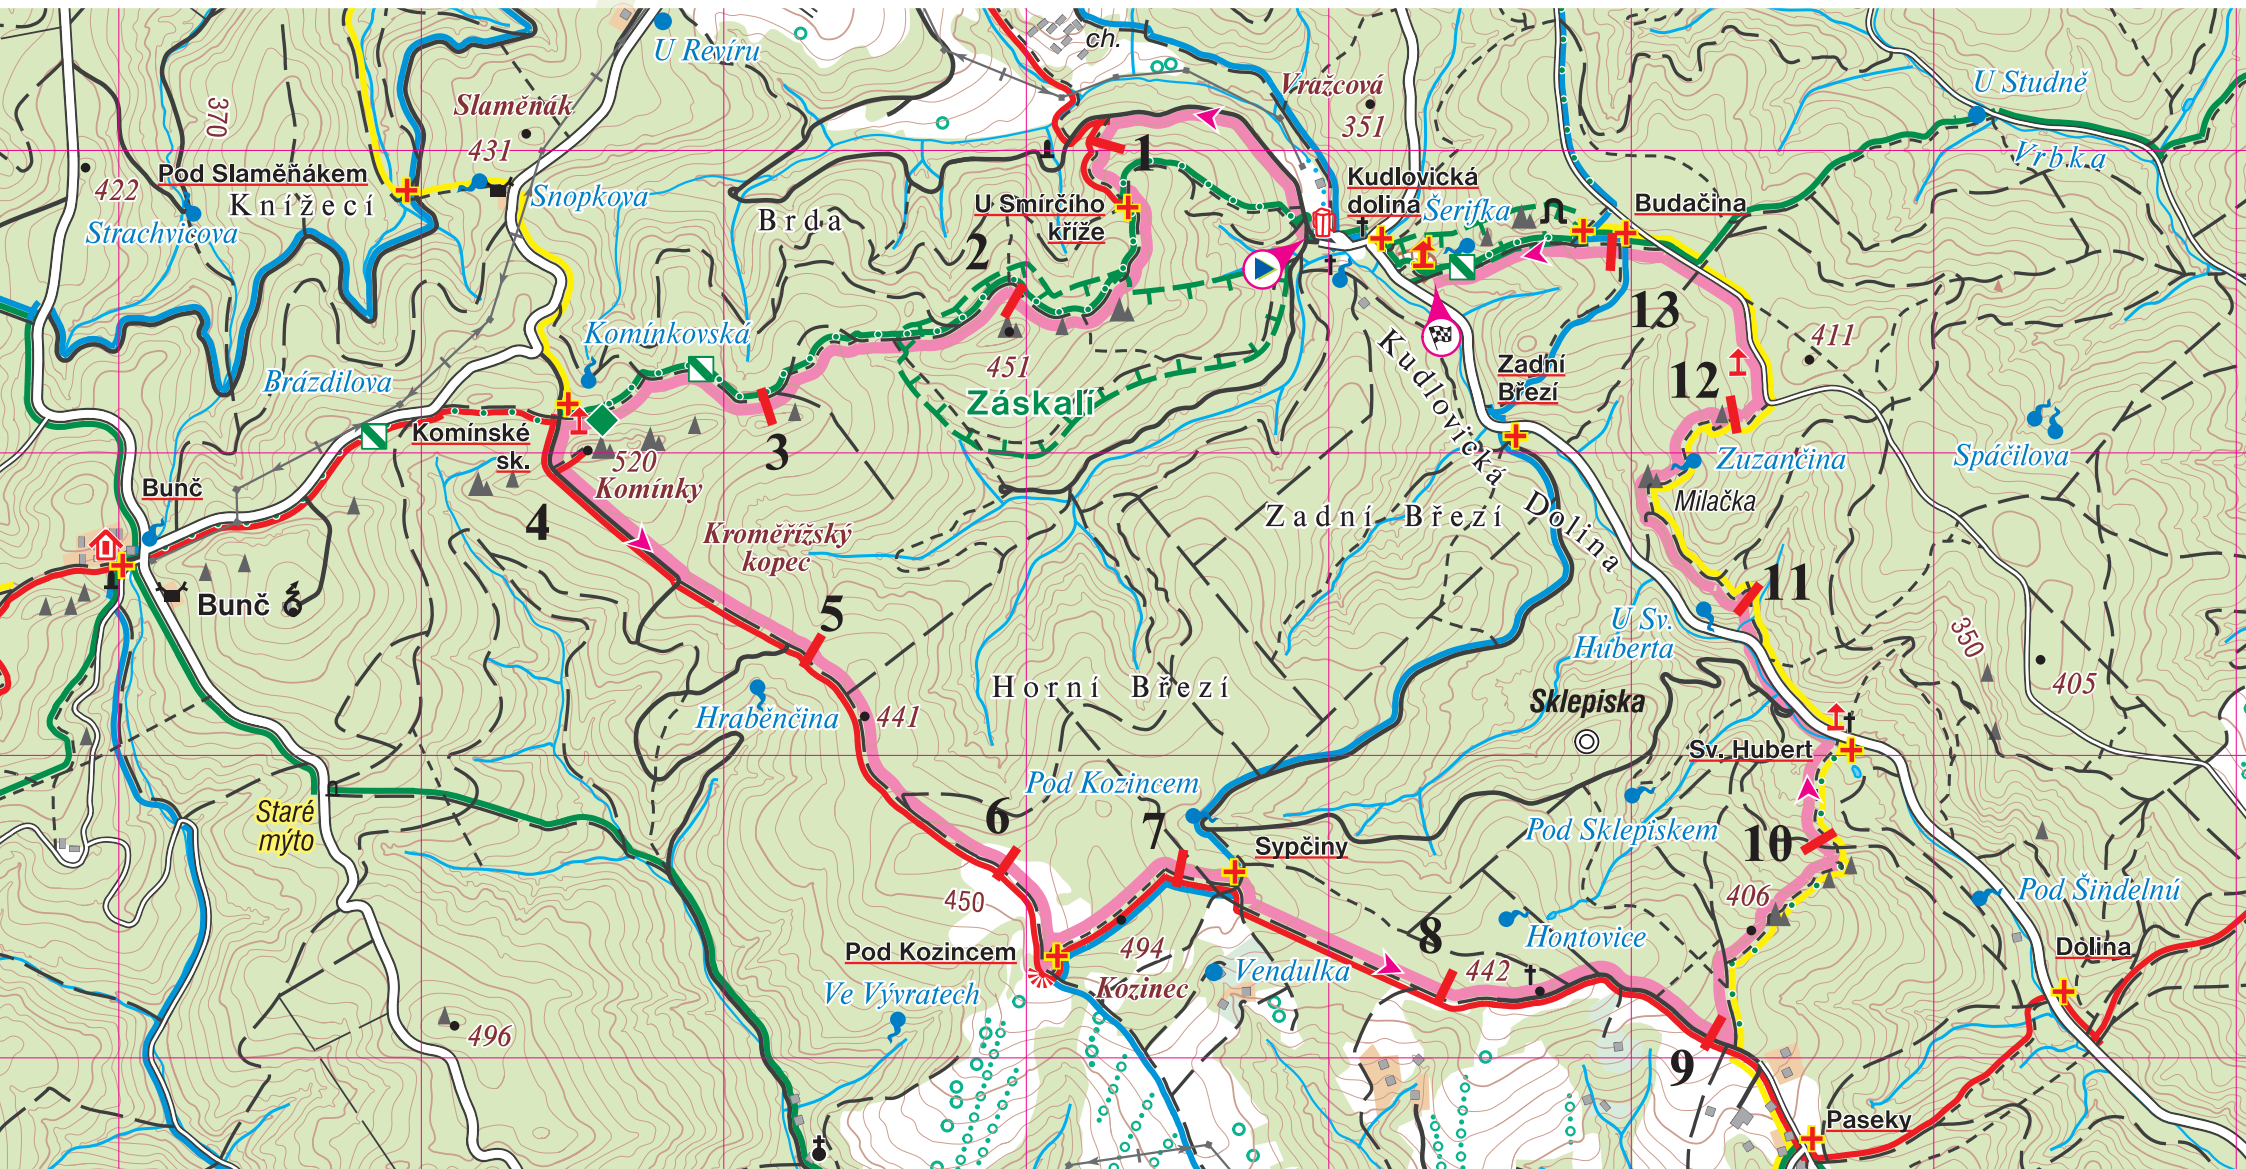 ch.
U Revíru
Vrážcová
351
U Studně
Slaměňák
431
370
422
Pod Slaměňákem
Knížecí
Strachvicova
Snopkova
Brda
1
U Smírčího
kříže
Kudlovická
dolina
Šerifka
Budačina
Vrbka
2
13
Komínkovská
451
Záskalí
Kudlovická Dolina
Zadní
Březí
411
12
Brázdilova
Komínské
sk.
520
Komínky
3
Zuzančina
Spáčilova
Milačka
Bunč
4
Kroměřížský
kopec
Zadní Březí
Bunč
5
11
U Sv.
Huberta
350
405
Hraběnčina
441
Horní Březí
Sklepiska
Sv. Hubert
Staré
mýto
Pod Kozincem
6
7
Sypčiny
Pod Sklepiskem
10
450
406
Pod Šindelnú
8
Hontovice
Pod Kozincem
494
Kozinec
Vendulka
442
Dolina
Ve Vývratech
496
9
Paseky